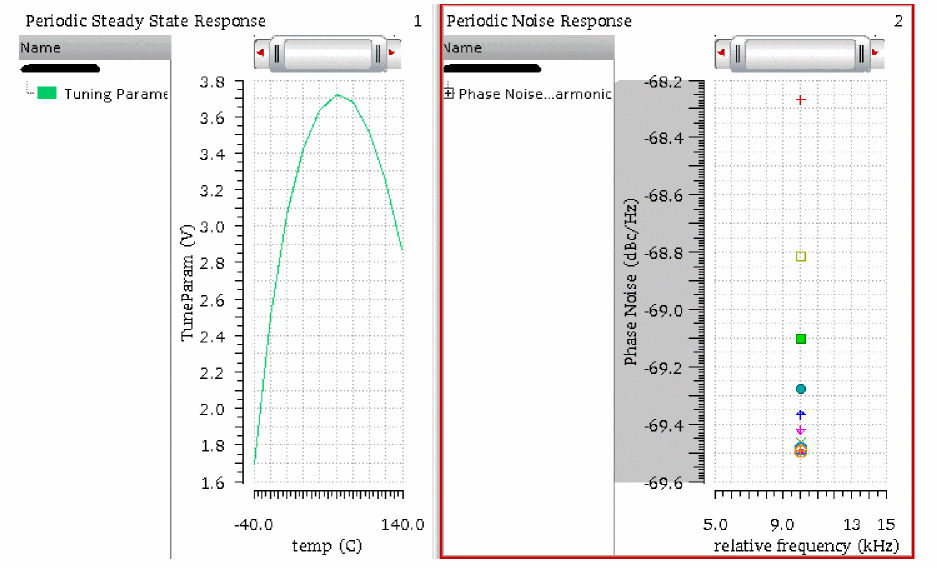 Periodic Steady State Response 1
Name
Tuning Parame
3.8
3.6
3.4
3.2
3.0
2.8
2.6
2.4
2.2
2.0
1.8
1.6
TuneParam (V)
-40.0 140.0
temp (C)
Periodic Noise Response 2
Name
Phase Noise...armonic
-68.2
-68.4
-68.6
-68.8
-69.0
-69.2
-69.4
-69.6
Phase Noise (dBc/Hz)
5.0 9.0 13 15
relative frequency (kHz)